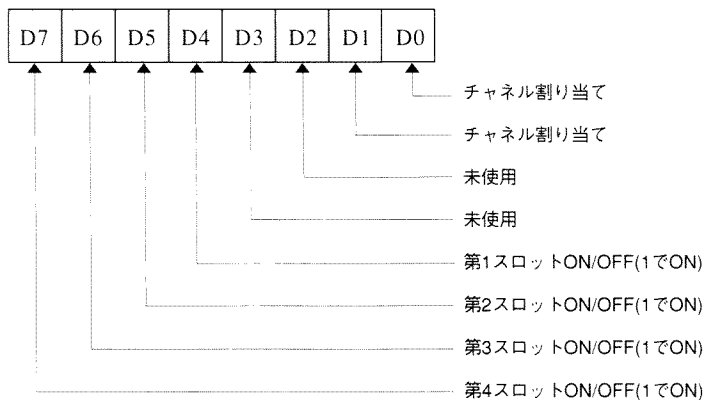 D7 D6 D5 D4 D3 D2 D1 D0
チャネル割り当て
チャネル割り当て
未使用
未使用
第1スロットON/OFF(1でON)
第2スロットON/OFF(1でON)
第3スロットON/OFF(1でON)
第4スロットON/OFF(1でON)